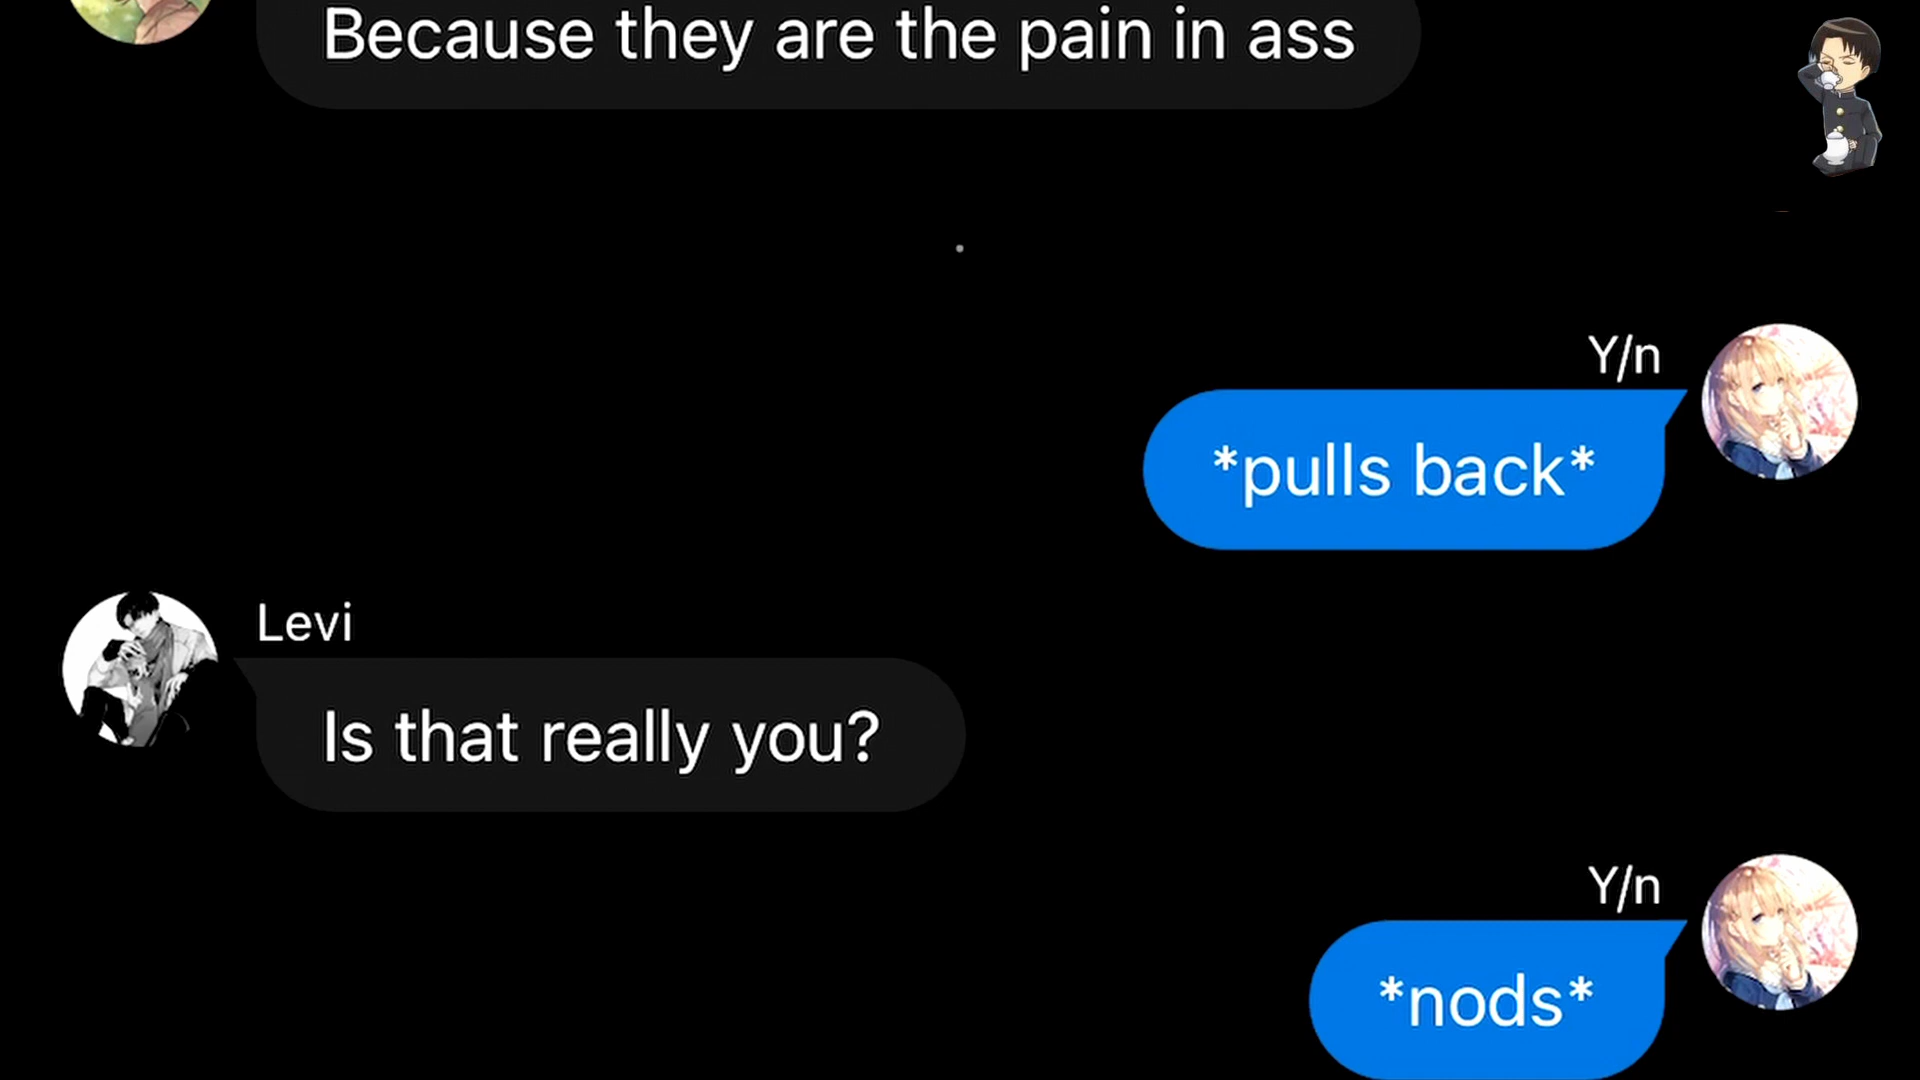 Because they are the pain in ass
Y/n
*pulls back*
Levi
Is that really you?
Y/n
*nods*